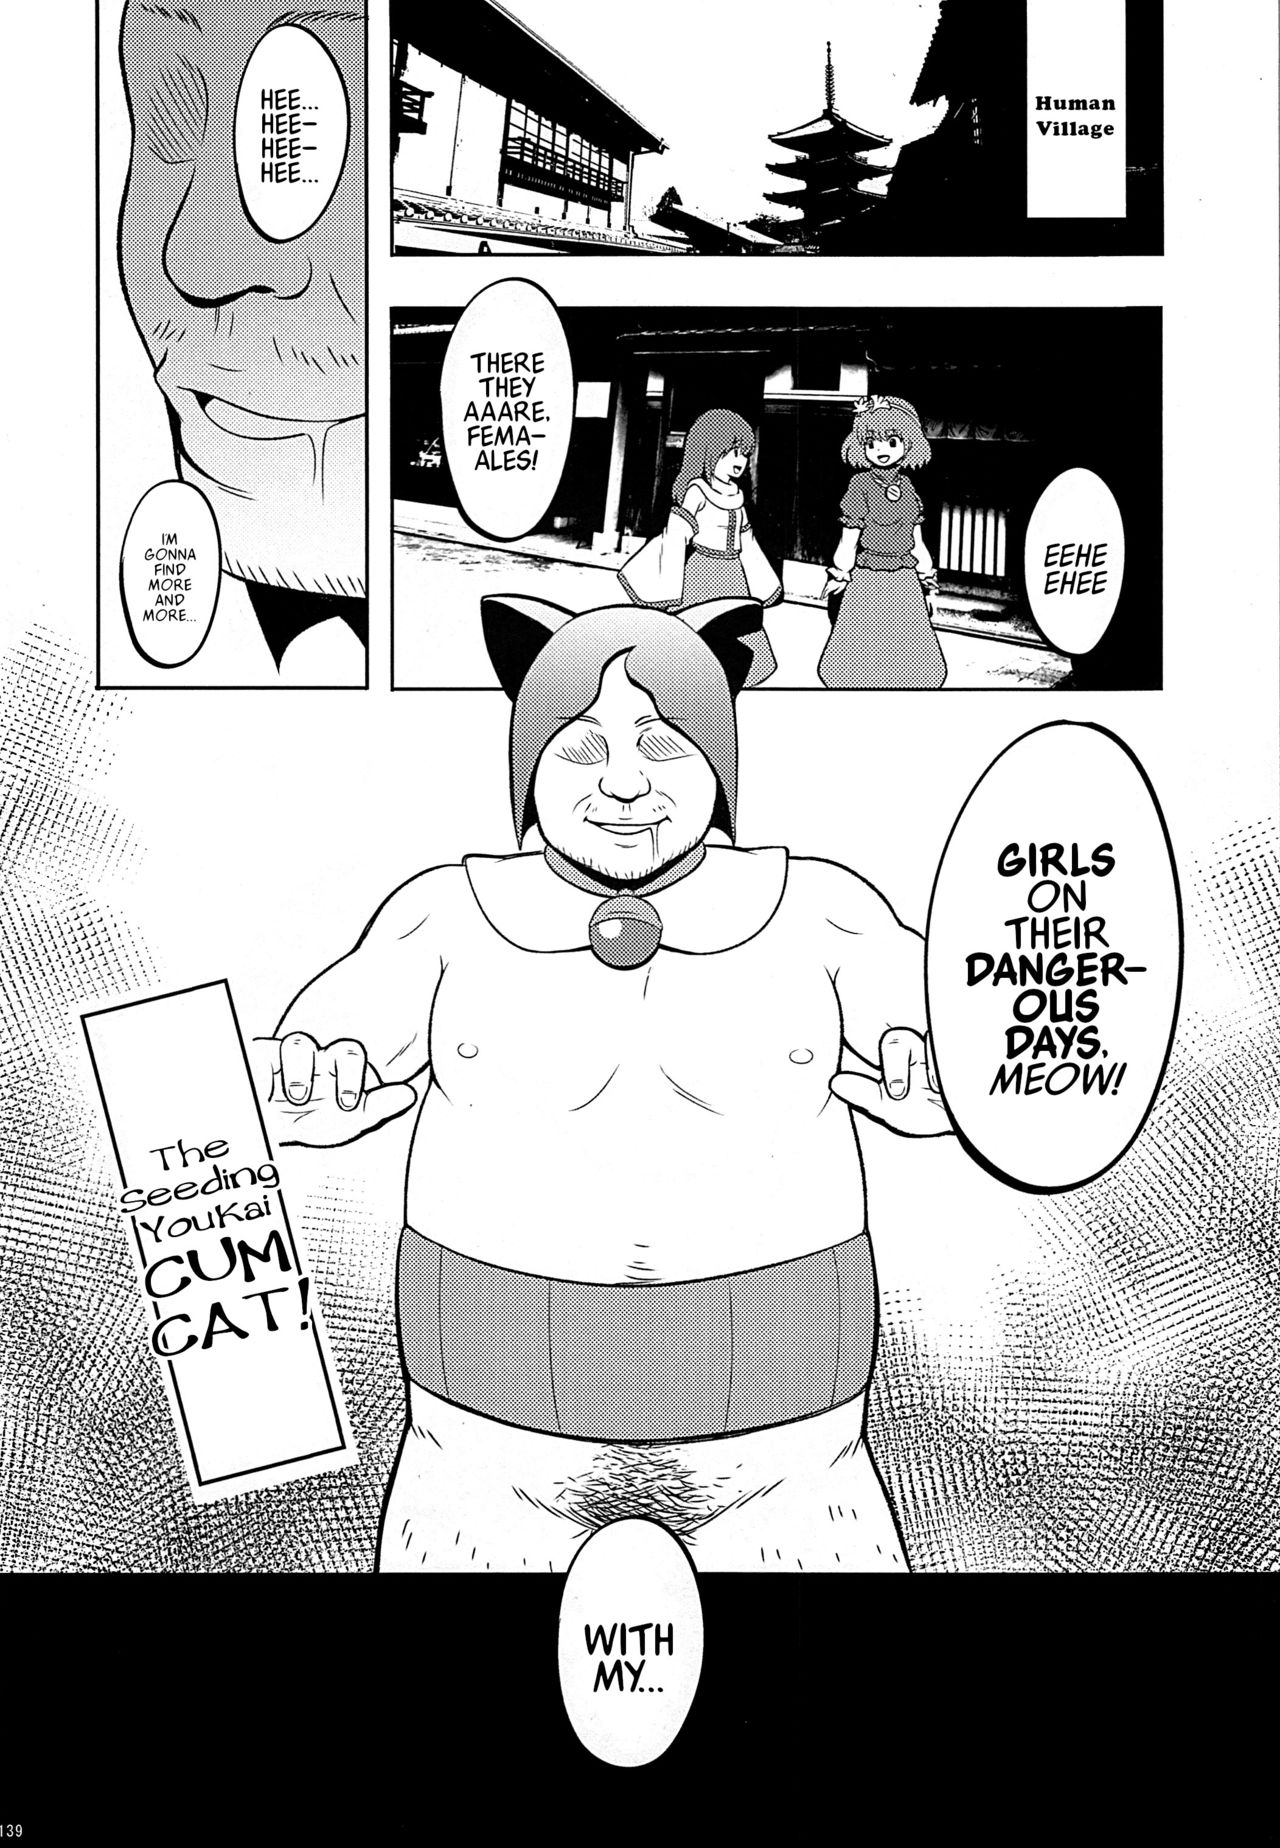 Human
Village
THERE
THEY
AAARE,
FEMA-
ALES!
EEHE
EHEE
HEE...
HEE-
HEE-
HEE...
I'M
GONNA
FIND
MORE
AND
MORE...
GIRLS
ON
THEIR
DANGER-
OUS
DAYS,
MEOW!
The
Seeding
Youkai
CUM
CAT!
WITH
MY...
139